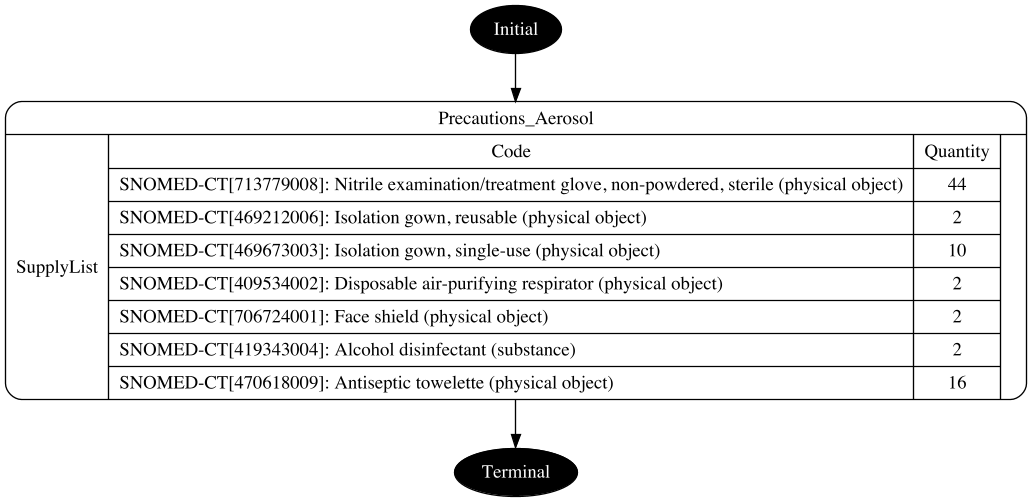 Initial
Precautions_Aerosol
Code Quantity
SNOMED-CT[713779008]: Nitrile examination/treatment glove, non-powdered, sterile (physical object) 44
SNOMED-CT[469212006]: Isolation gown, reusable (physical object) 2
SNOMED-CT[469673003]: Isolation gown, single-use (physical object) 10
SupplyList SNOMED-CT[409534002]: Disposable air-purifying respirator (physical object) 2
SNOMED-CT[706724001]: Face shield (physical object) 2
SNOMED-CT[419343004]: Alcohol disinfectant (substance) 2
SNOMED-CT[470618009]: Antiseptic towelette (physical object) 16
Terminal